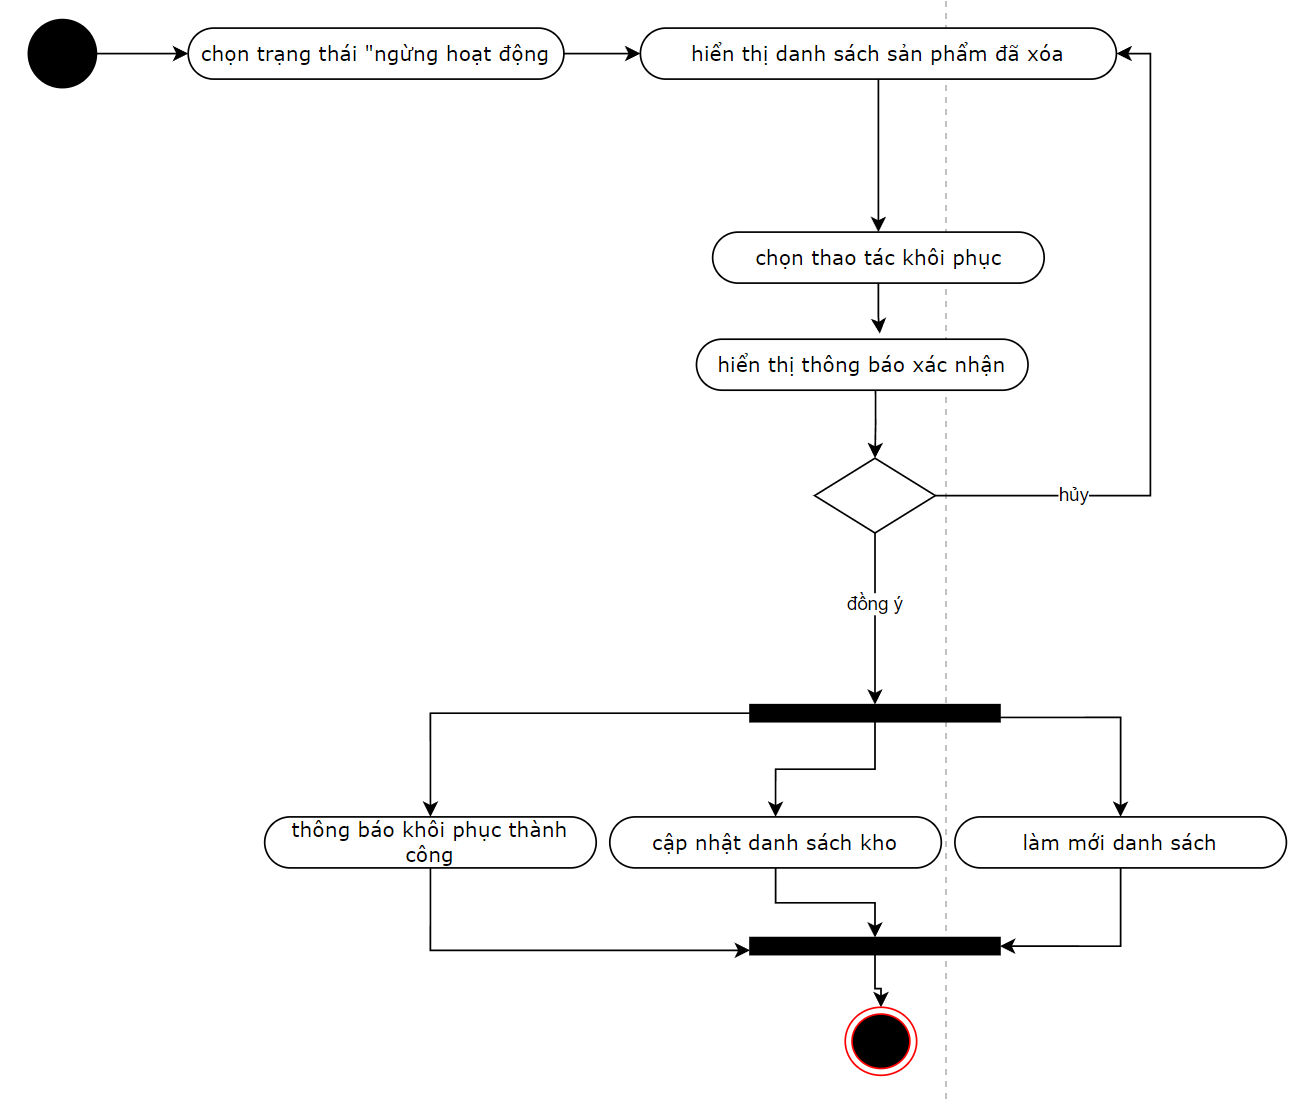 chọn trạng thái "ngừng hoạt động
hiển thị danh sách sản phẩm đã xóa
chọn thao tác khôi phục
hiển thị thông báo xác nhận
hủy
đồng ý
thông báo khôi phục thành
công
cập nhật danh sách kho
làm mới danh sách